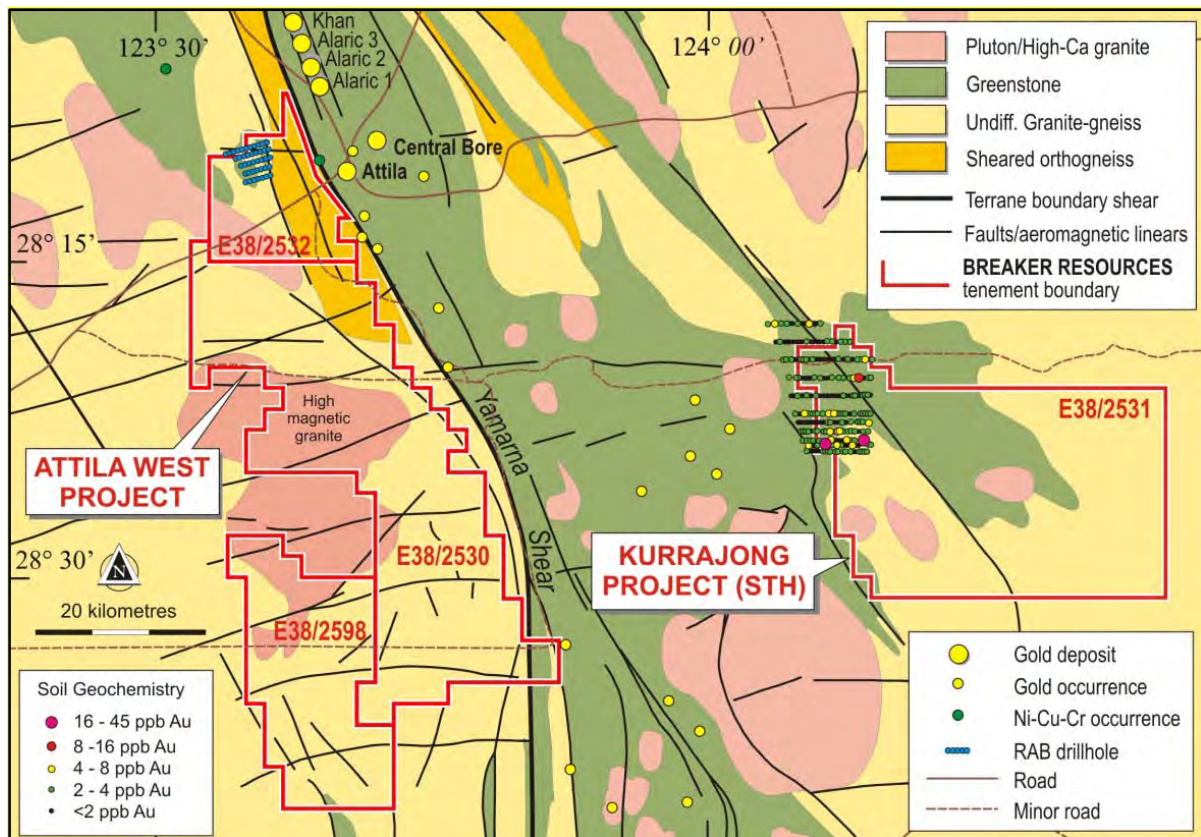 123° 30’
Khan
Alaric 3
Alaric 2
Alaric 1
124° 00’
Central Bore
Attila
28° 15’
E38/2532
High
magnetic
granite
ATTILA WEST
PROJECT
Yamarna
Shear
E38/2531
28° 30’
N
20 kilometres
E38/2530
E38/2598
KURRAJONG
PROJECT (STH)
Pluton/High-Ca granite
Greenstone
Undiff. Granite-gneiss
Sheared orthogneiss
Terrane boundary shear
Faults/aeromagnetic linears
BREAKER RESOURCES
tenement boundary
Soil Geochemistry
16 - 45 ppb Au
8 -16 ppb Au
4 - 8 ppb Au
2 - 4 ppb Au
<2 ppb Au
Gold deposit
Gold occurrence
Ni-Cu-Cr occurrence
RAB drillhole
Road
Minor road